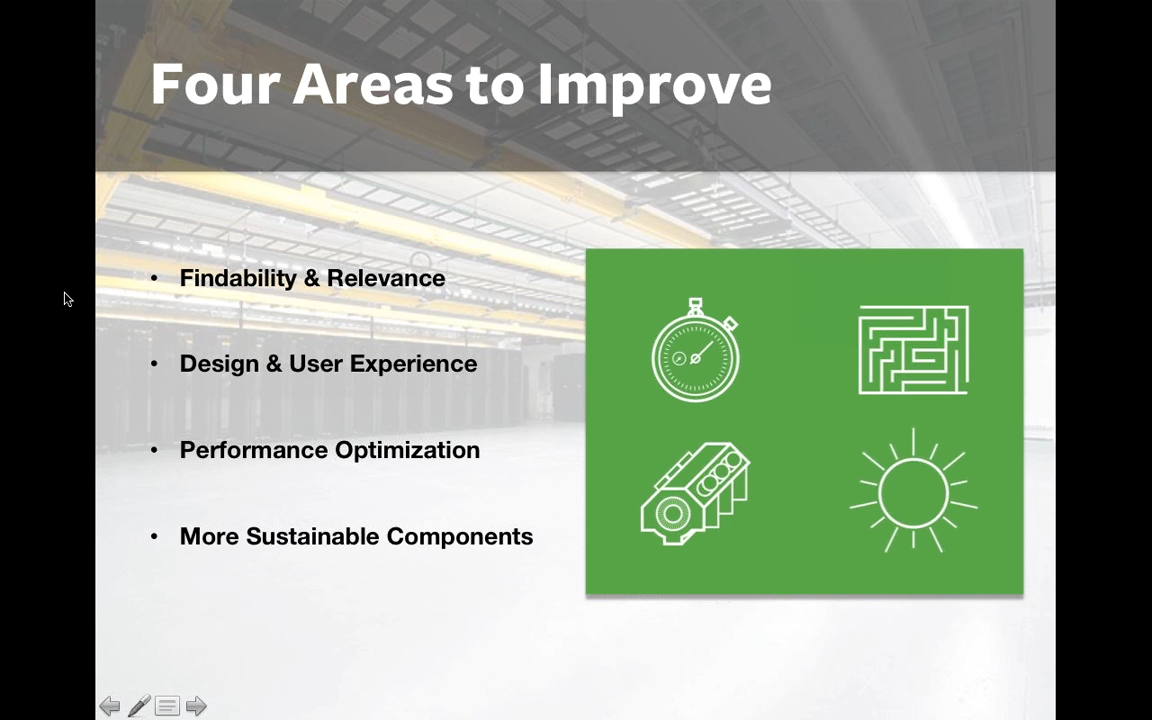 Four Areas to Improve
• Findability & Relevance
• Design & User Experience
• Performance Optimization
• More Sustainable Components